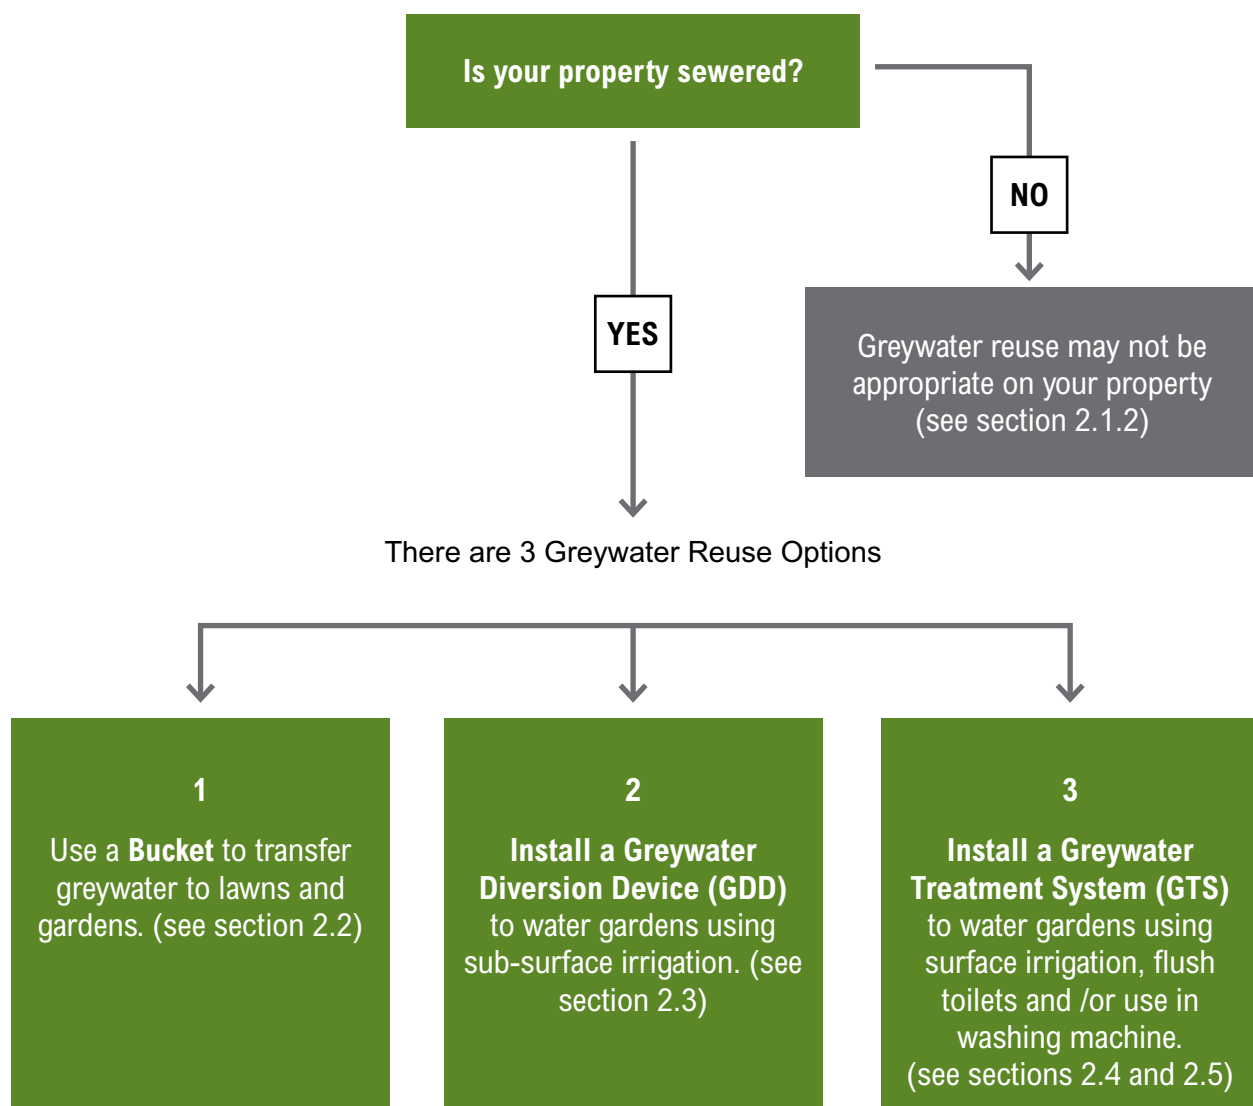 Is your property sewered?
NO
YES
Greywater reuse may not be
appropriate on your property
(see section 2.1.2)
There are 3 Greywater Reuse Options
1
Use a Bucket to transfer
greywater to lawns and
gardens. (see section 2.2)
2
Install a Greywater
Diversion Device (GDD)
to water gardens using
sub-surface irrigation. (see
section 2.3)
3
Install a Greywater
Treatment System (GTS)
to water gardens using
surface irrigation, flush
toilets and /or use in
washing machine.
(see sections 2.4 and 2.5)